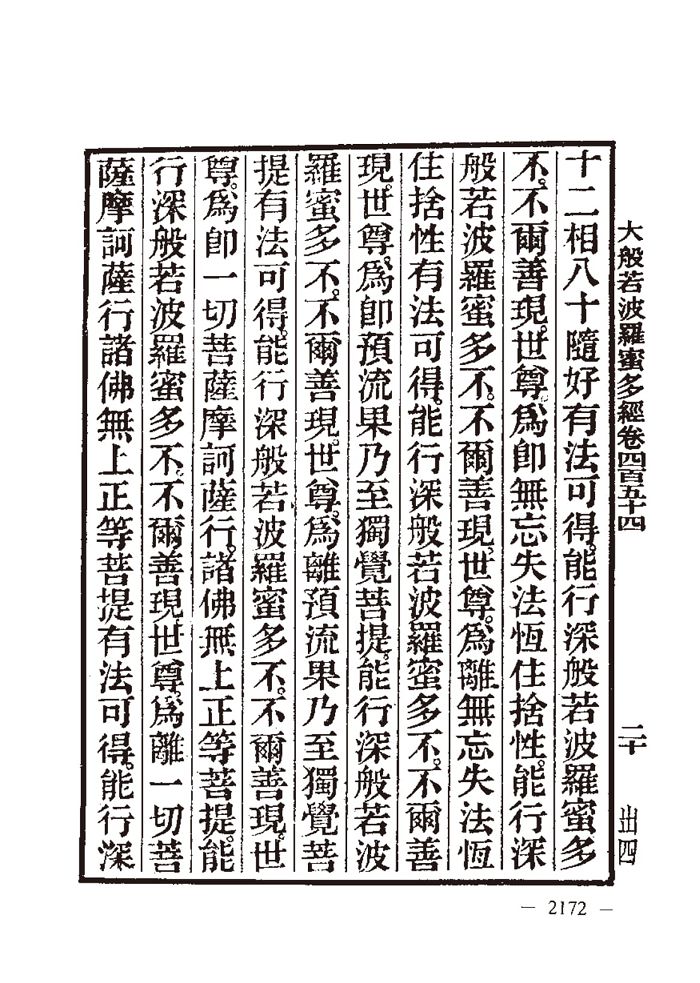 大般若波羅蜜多經卷四百五十四
二十
出四
十二相八十隨好有法可得。能行深般若波羅蜜多
不。不爾善現。世尊。爲卽無忘失法恆住捨性。能行深
般若波羅蜜多不。不爾善現。世尊。爲離無忘失法恆
住捨性有法可得。能行深般若波羅蜜多不。不爾善
現。世尊。爲卽預流果乃至獨覺菩提。能行深般若波
羅蜜多不。不爾善現。世尊。爲離預流果乃至獨覺菩
提有法可得。能行深般若波羅蜜多不。不爾善現。世
尊。爲卽一切菩薩摩訶薩行。諸佛無上正等菩提。能
行深般若波羅蜜多不。不爾善現。世尊。爲離一切菩
薩摩訶薩行諸佛無上正等菩提有法可得。能行深
— 2172 —